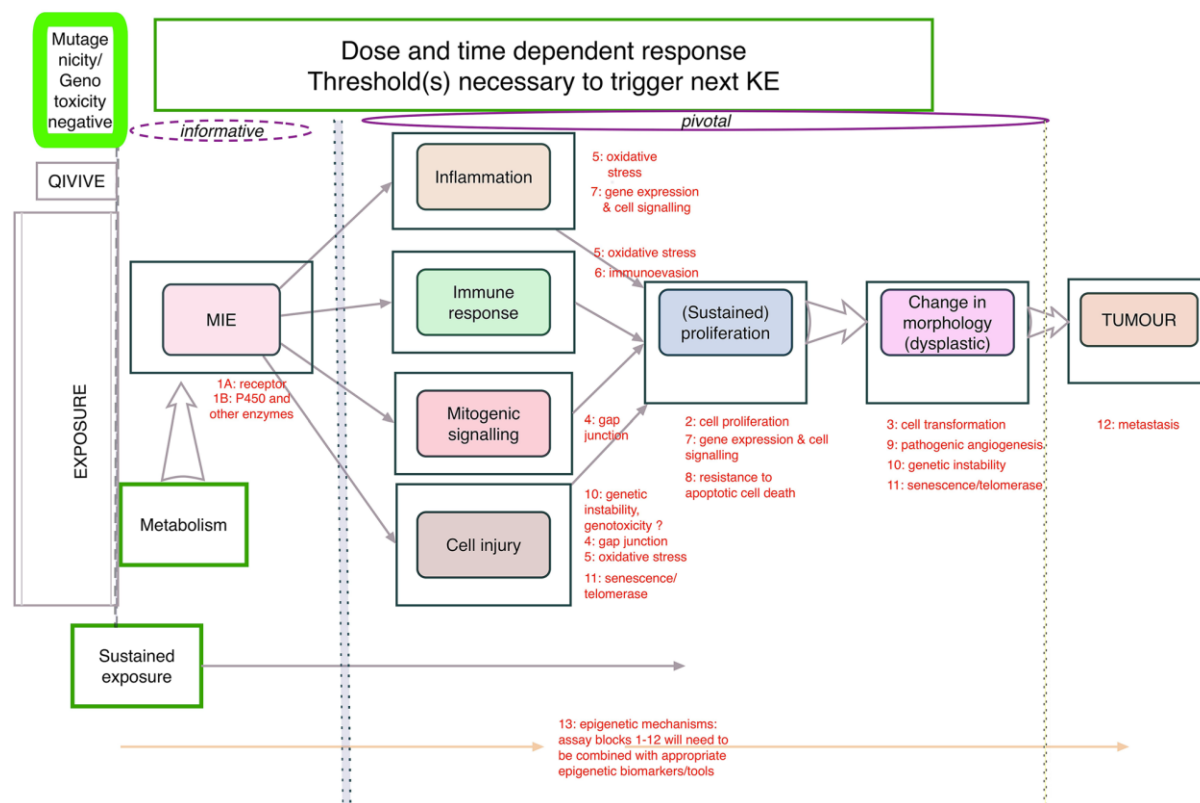 Mutage
nicity/
Geno
toxicity
negative
Dose and time dependent response
Threshold(s) necessary to trigger next KE
informative
pivotal
QIVIVE
EXPOSURE
MIE
1A: receptor
1B: P450 and
other enzymes
Metabolism
Sustained
exposure
Inflammation
5: oxidative
stress
7: gene expression
& cell signalling
5: oxidative stress
6: immunoevasion
Immune
response
Mitogenic
signalling
4: gap
junction
Cell injury
10: genetic
instability,
genotoxicity ?
4: gap junction
5: oxidative stress
11: senescence/
telomerase
(Sustained)
proliferation
2: cell proliferation
7: gene expression & cell
signalling
8: resistance to
apoptotic cell death
Change in
morphology
(dysplastic)
3: cell transformation
9: pathogenic angiogenesis
10: genetic instability
11: senescence/telomerase
TUMOUR
12: metastasis
13: epigenetic mechanisms:
assay blocks 1-12 will need to
be combined with appropriate
epigenetic biomarkers/tools